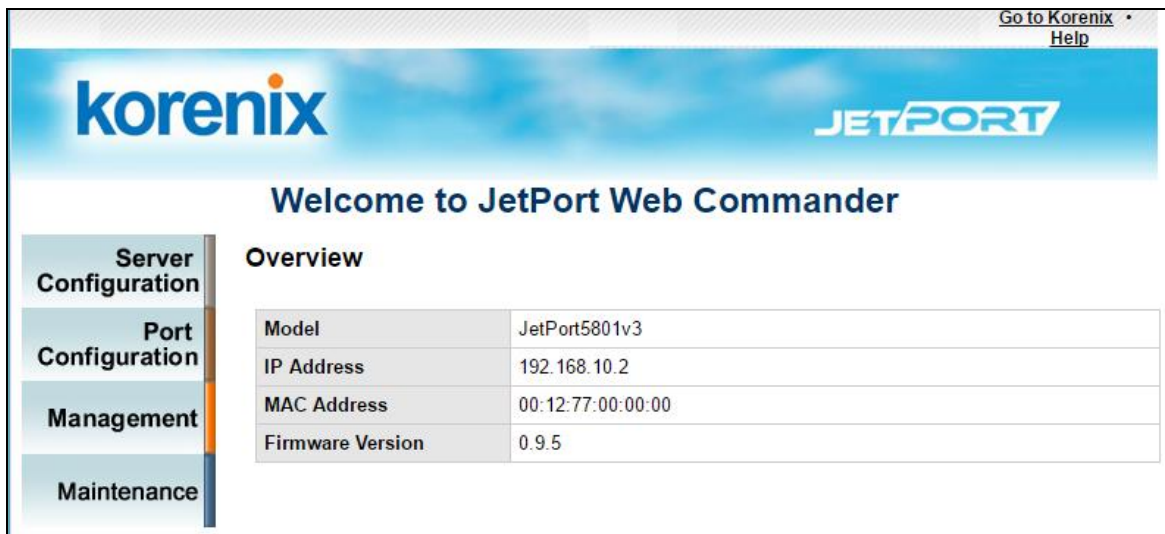 Go to Korenix •
Help
korenix
JET/PORT
Welcome to JetPort Web Commander
Server
Configuration
Port
Configuration
Management
Maintenance
Overview
Model JetPort5801v3
IP Address 192.168.10.2
MAC Address 00:12:77:00:00:00
Firmware Version 0.9.5